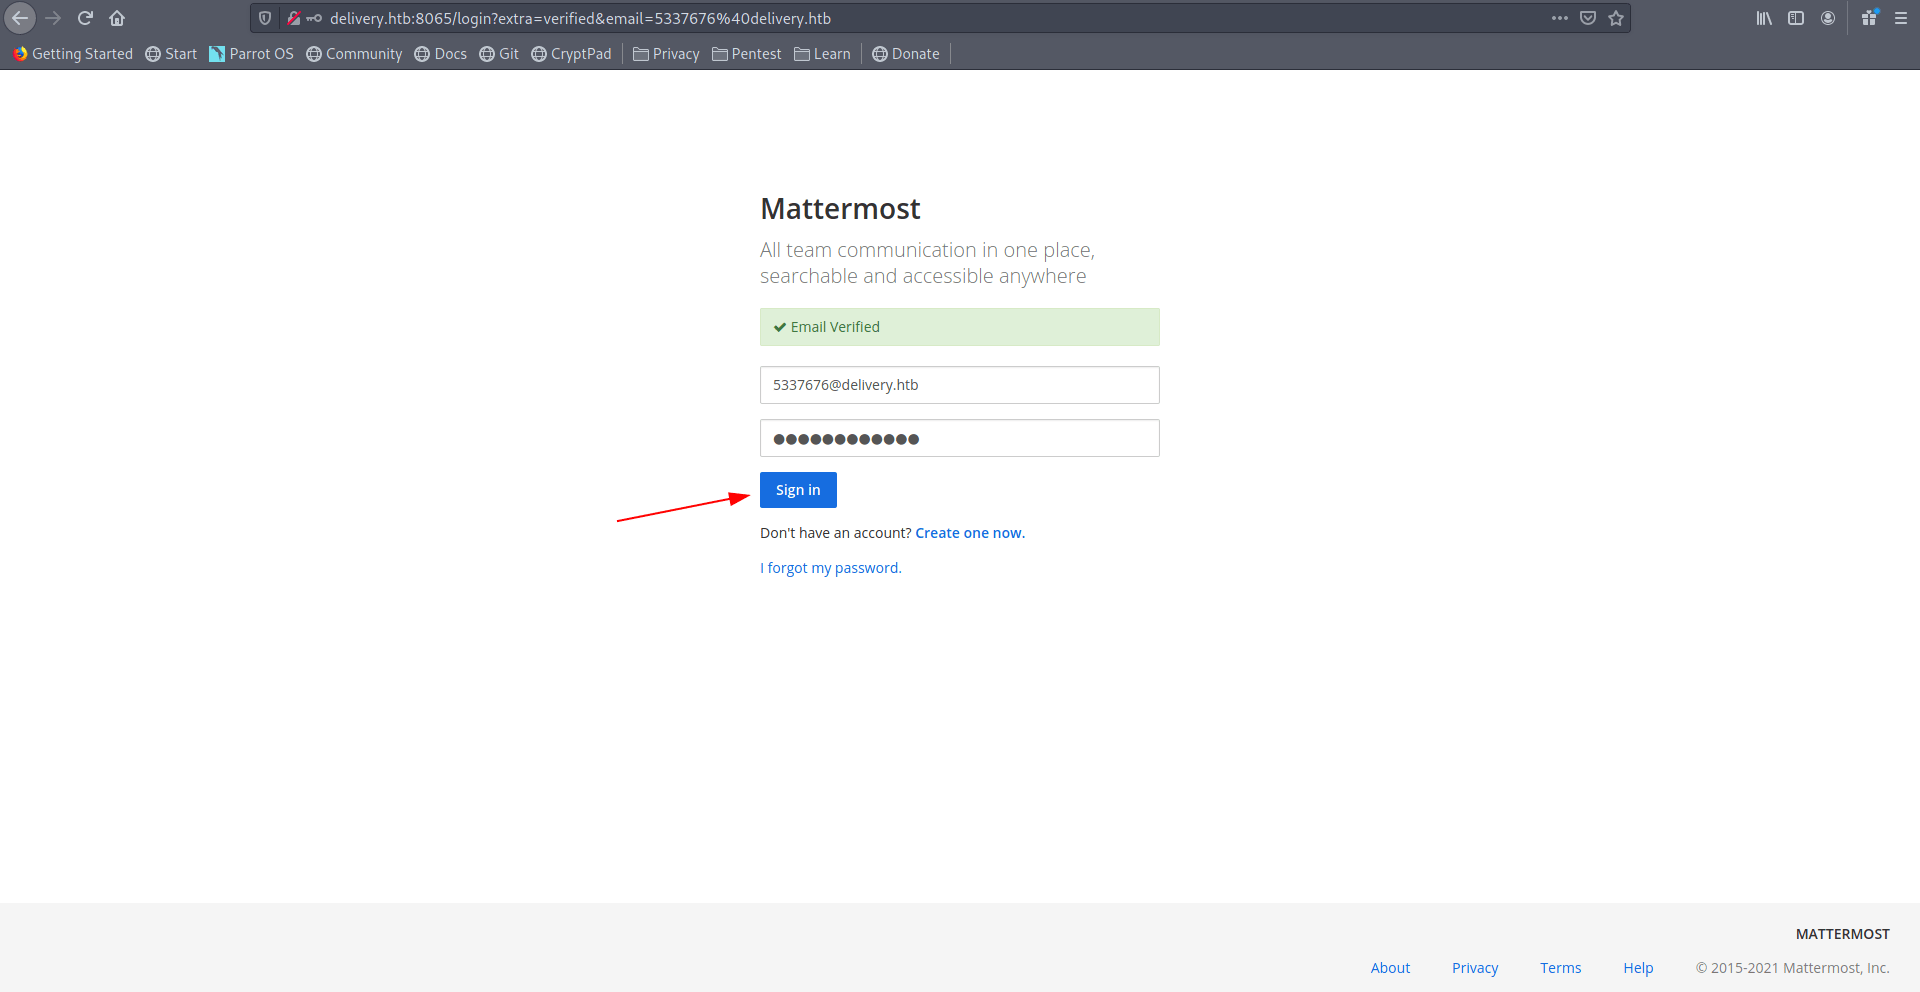 delivery.htb:8065/login?extra=verified&email=5337676%40delivery.htb
Getting Started Start Parrot OS Community Docs Git CryptPad Privacy Pentest Learn Donate
Mattermost
All team communication in one place,
searchable and accessible anywhere
Email Verified
5337676@delivery.htb
Sign in
Don't have an account? Create one now.
I forgot my password.
MATTERMOST
About Privacy Terms Help © 2015-2021 Mattermost, Inc.